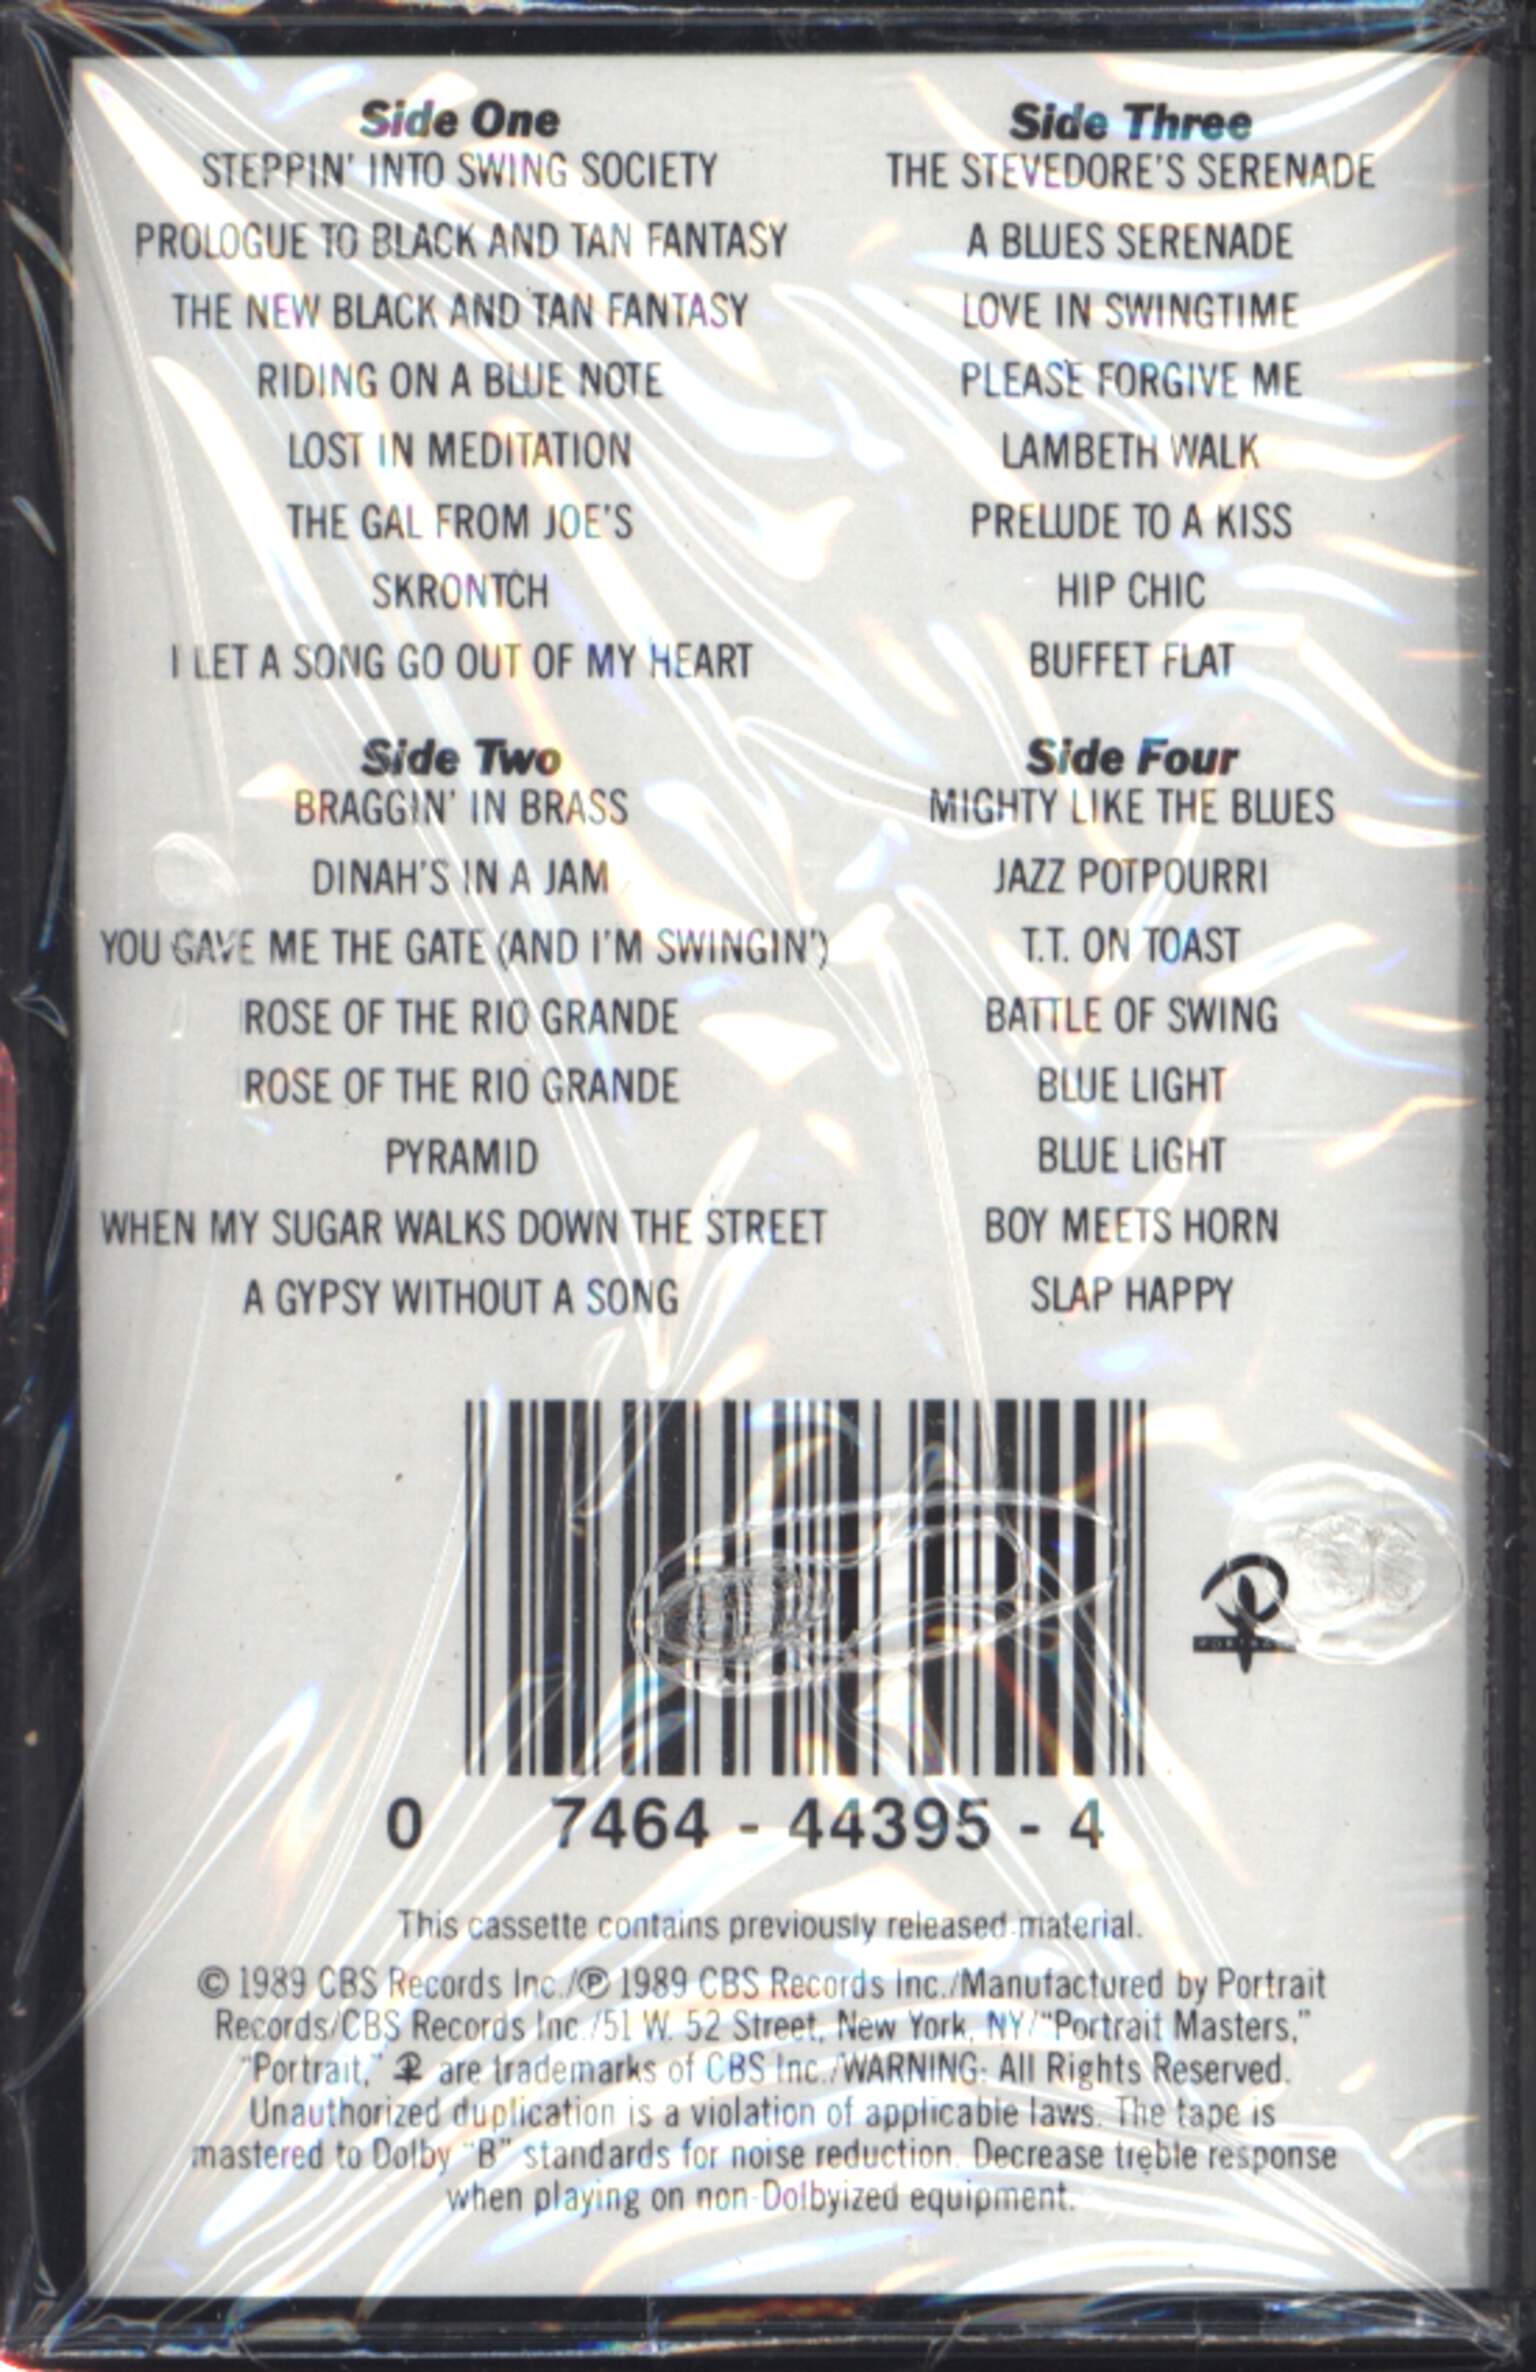 Side One
STEPPIN' INTO SWING SOCIETY
PROLOGUE TO BLACK AND TAN FANTASY
THE NEW BLACK AND TAN FANTASY
RIDING ON A BLUE NOTE
LOST IN MEDITATION
THE GAL FROM JOE'S
SKRONTCH
I LET A SONG GO OUT OF MY HEART
Side Two
BRAGGIN' IN BRASS
DINAH'S IN A JAM
YOU GAVE ME THE GATE (AND I'M SWINGIN')
ROSE OF THE RIO GRANDE
ROSE OF THE RIO GRANDE
PYRAMID
WHEN MY SUGAR WALKS DOWN THE STREET
A GYPSY WITHOUT A SONG
Side Three
THE STEVEDORE'S SERENADE
A BLUES SERENADE
LOVE IN SWINGTIME
PLEASE FORGIVE ME
LAMBETH WALK
PRELUDE TO A KISS
HIP CHIC
BUFFET FLAT
Side Four
MIGHTY LIKE THE BLUES
JAZZ POTPOURRI
T.T. ON TOAST
BATTLE OF SWING
BLUE LIGHT
BLUE LIGHT
BOY MEETS HORN
SLAP HAPPY
PORTRAIT
0 7464 - 44395 - 4
This cassette contains previously released material.
© 1989 CBS Records Inc./℗ 1989 CBS Records Inc./Manufactured by Portrait
Records/CBS Records Inc./51 W. 52 Street, New York, NY/"Portrait Masters,"
"Portrait," are trademarks of CBS Inc./WARNING: All Rights Reserved.
Unauthorized duplication is a violation of applicable laws. The tape is
mastered to Dolby "B" standards for noise reduction. Decrease treble response
when playing on non-Dolbyized equipment.